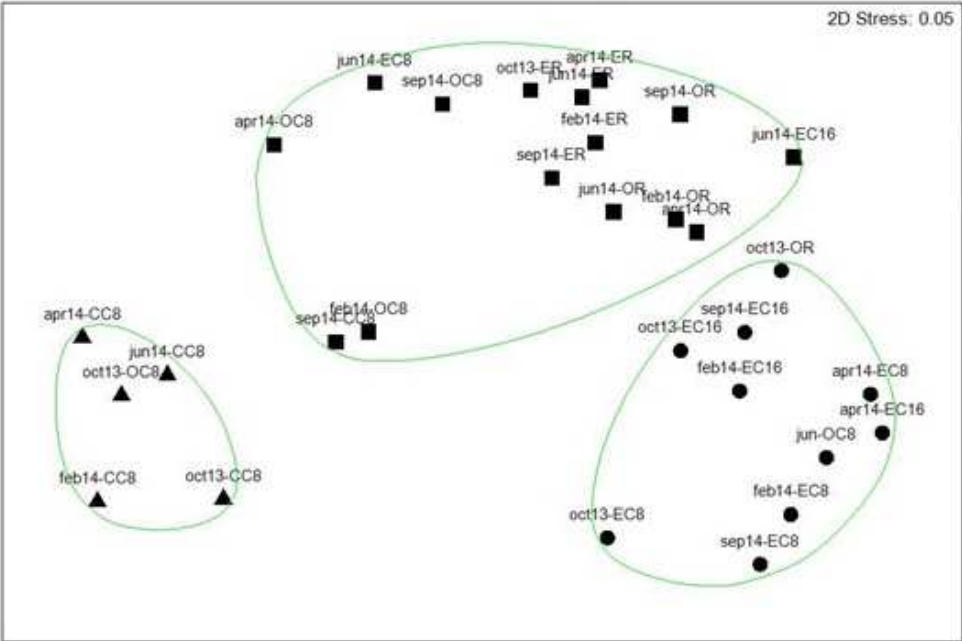 2D Stress: 0.05
jun14-EC8
sep14-OC8
oct13-ER
apr14-ER
jun14-ER
sep14-OR
apr14-OC8
feb14-ER
jun14-EC16
sep14-ER
jun14-OR
feb14-OR
apr14-OR
oct13-OR
feb14-OC8
sep14-CC8
apr14-CC8
sep14-EC16
oct13-EC16
jun14-CC8
oct13-OC8
feb14-EC16
apr14-EC8
apr14-EC16
jun-OC8
feb14-CC8
oct13-CC8
feb14-EC8
oct13-EC8
sep14-EC8